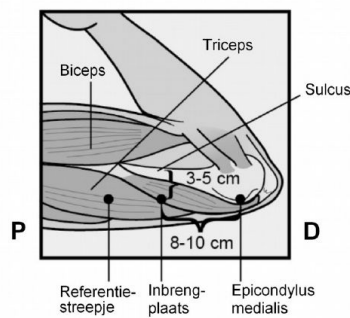 Triceps
Biceps
Sulcus
3-5 cm
P
D
8-10 cm
Referentie-
streepje
Inbreng-
plaats
Epicondylus
medialis